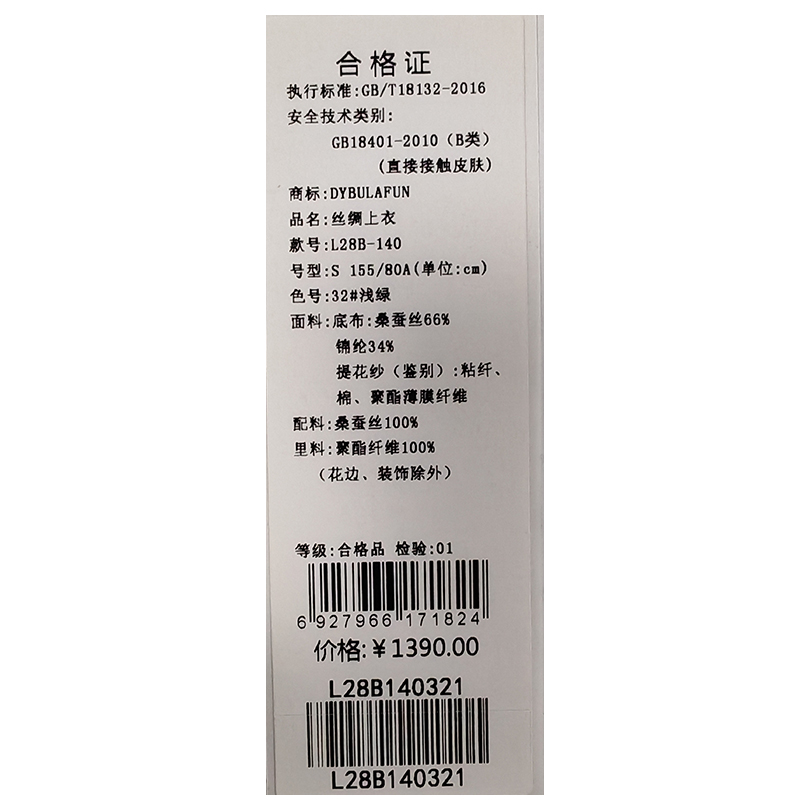 合格证
执行标准:GB/T18132-2016
安全技术类别:
GB18401-2010（B类）
(直接接触皮肤)
商标:DYBULAFUN
品名:丝绸上衣
款号:L28B-140
号型:S 155/80A(单位:cm)
色号:32#浅绿
面料:底布:桑蚕丝66%
锦纶34%
提花纱（鉴别）:粘纤、
棉、聚酯薄膜纤维
配料:桑蚕丝100%
里料:聚酯纤维100%
（花边、装饰除外）
等级:合格品 检验:01
6 927966 171824
价格:￥1390.00
L28B140321
L28B140321